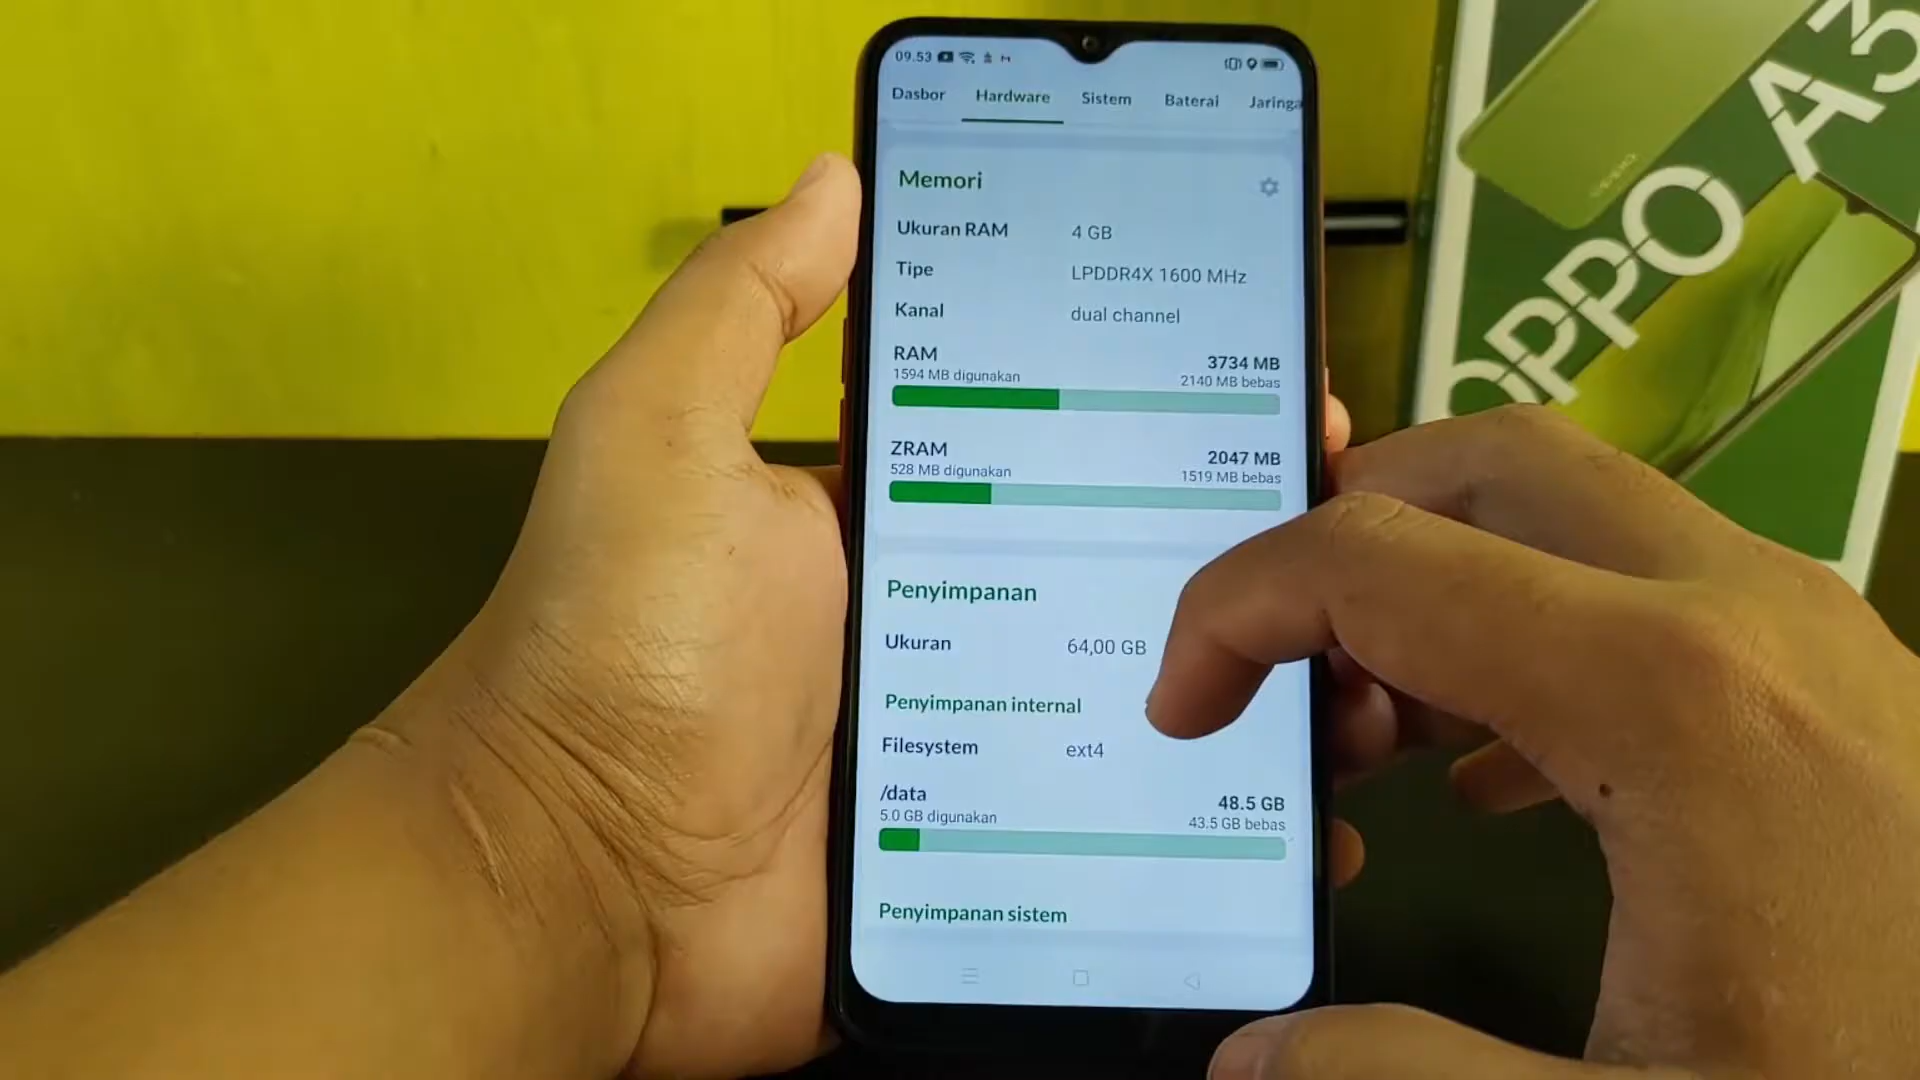 09.53
Dasbor Hardware Sistem Baterai Jaringa
Memori
Ukuran RAM 4 GB
Tipe LPDDR4X 1600 MHz
Kanal dual channel
RAM 3734 MB
1594 MB digunakan 2140 MB bebas
ZRAM 2047 MB
528 MB digunakan 1519 MB bebas
Penyimpanan
Ukuran 64,00 GB
Penyimpanan internal
Filesystem ext4
/data 48.5 GB
5.0 GB digunakan 43.5 GB bebas
Penyimpanan sistem
OPPO A3
oppo